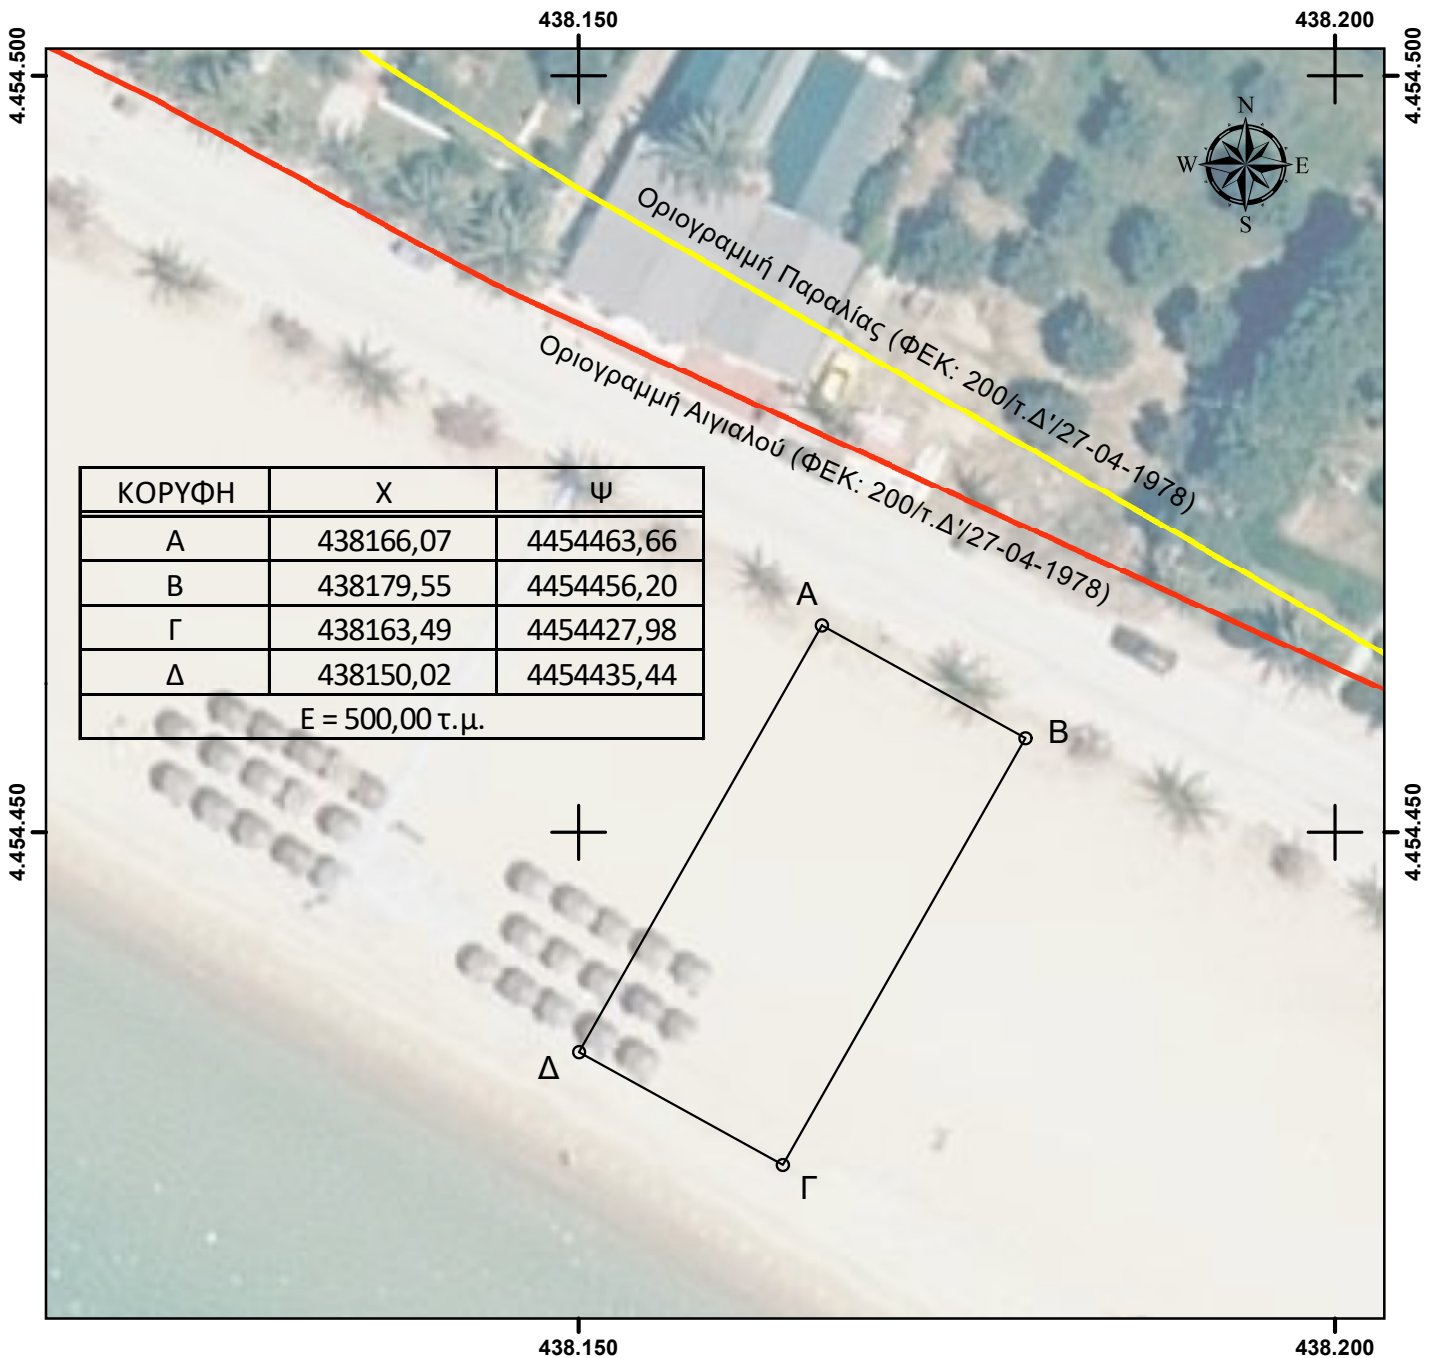 438.150 438.200
4.454.500 4.454.500
N
W E
S
Οριογραμμή Παραλίας (ΦΕΚ: 200/τ.Δ'/27-04-1978)
Οριογραμμή Αιγιαλού (ΦΕΚ: 200/τ.Δ'/27-04-1978)
ΚΟΡΥΦΗ Χ Ψ
Α 438166,07 4454463,66
Β 438179,55 4454456,20
Γ 438163,49 4454427,98
Δ 438150,02 4454435,44
Ε = 500,00 τ.μ.
Α
Β
4.454.450 4.454.450
Δ
Γ
438.150 438.200